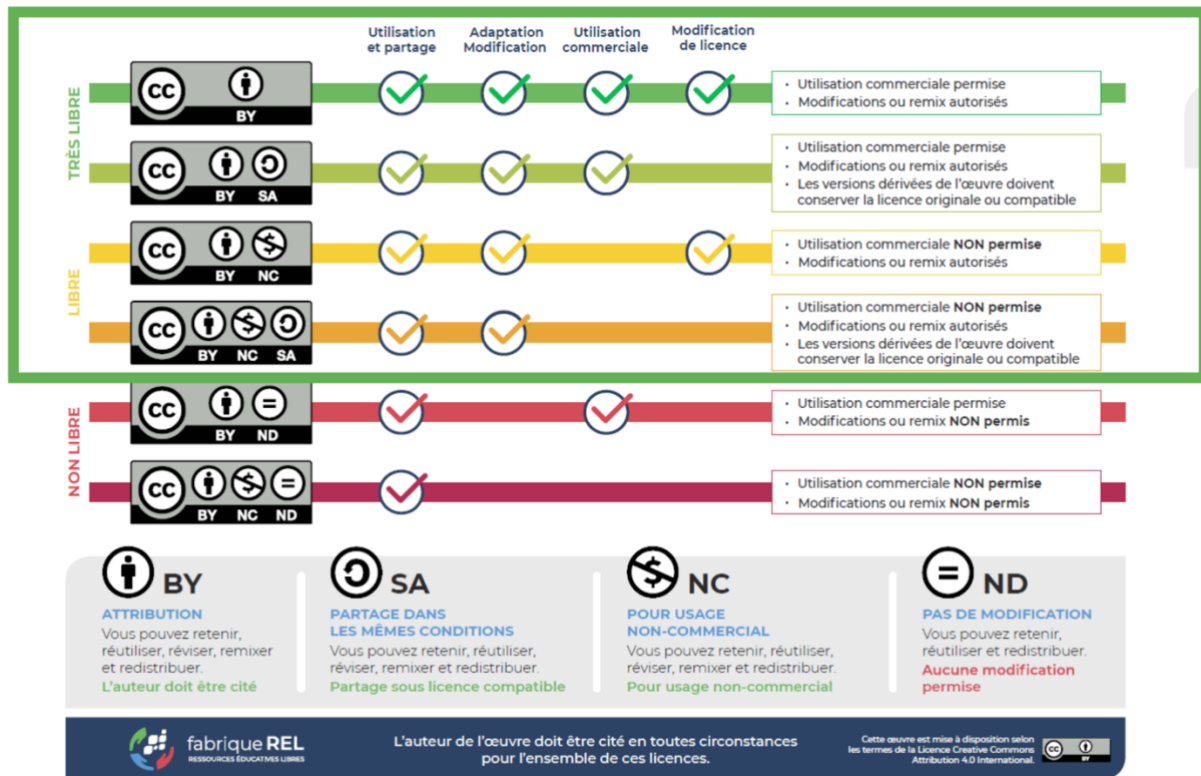 Utilisation
et partage
Adaptation
Modification
Utilisation
commerciale
Modification
de licence
TRÈS LIBRE
CC
BY
• Utilisation commerciale permise
• Modifications ou remix autorisés
CC
BY SA
• Utilisation commerciale permise
• Modifications ou remix autorisés
• Les versions dérivées de l'œuvre doivent
conserver la licence originale ou compatible
LIBRE
CC
BY NC
• Utilisation commerciale NON permise
• Modifications ou remix autorisés
CC
BY NC SA
• Utilisation commerciale NON permise
• Modifications ou remix autorisés
• Les versions dérivées de l'œuvre doivent
conserver la licence originale ou compatible
NON LIBRE
CC
BY ND
• Utilisation commerciale permise
• Modifications ou remix NON permis
CC
BY NC ND
• Utilisation commerciale NON permise
• Modifications ou remix NON permis
BY
ATTRIBUTION
Vous pouvez retenir,
réutiliser, réviser, remixer
et redistribuer.
L'auteur doit être cité
SA
PARTAGE DANS
LES MÊMES CONDITIONS
Vous pouvez retenir, réutiliser,
réviser, remixer et redistribuer.
Partage sous licence compatible
NC
POUR USAGE
NON-COMMERCIAL
Vous pouvez retenir, réutiliser,
réviser, remixer et redistribuer.
Pour usage non-commercial
ND
PAS DE MODIFICATION
Vous pouvez retenir,
réutiliser et redistribuer.
Aucune modification
permise
fabrique REL
RESSOURCES ÉDUCATIVES LIBRES
L'auteur de l'œuvre doit être cité en toutes circonstances
pour l'ensemble de ces licences.
Cette œuvre est mise à disposition selon
les termes de la Licence Creative Commons
Attribution 4.0 International.
CC
BY